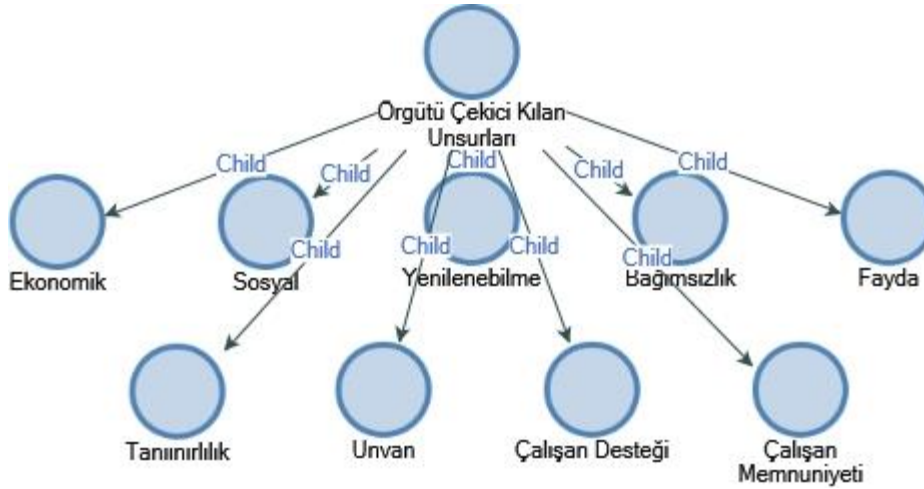 Örgütü Çekici Kılan
Unsurları
Child
Child
Child
Child
Child
Ekonomik
Sosyal
Yenilenebilme
Bağımsızlık
Fayda
Child
Child
Child
Child
Tanıınırlılık
Unvan
Çalışan Desteği
Çalışan
Memnuniyeti